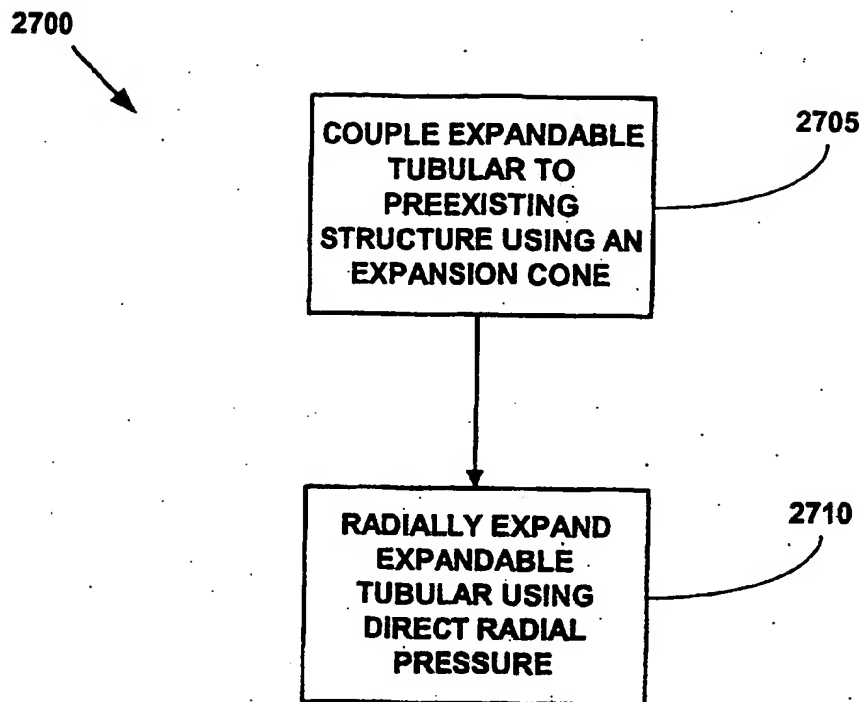 2700
COUPLE EXPANDABLE
TUBULAR TO
PREEXISTING
STRUCTURE USING AN
EXPANSION CONE
2705
RADIALLY EXPAND
EXPANDABLE
TUBULAR USING
DIRECT RADIAL
PRESSURE
2710